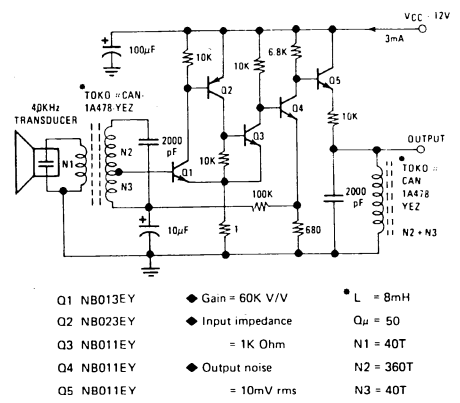 VCC - 12V
3mA
100μF
10K
6.8K
10K
Q5
Q2
Q4
*TOKO #CAN-
1A478-YEZ
40KHz
TRANSDUCER
N1
N2
N3
2000
pF
Q1
Q3
10K
10K
OUTPUT
100K
2000
pF
*TOKO #
CAN
1A478
YEZ
N2 + N3
10μF
1
680
Q1 NB013EY
Q2 NB023EY
Q3 NB011EY
Q4 NB011EY
Q5 NB011EY
◆ Gain = 60K V/V
◆ Input impedance
= 1K Ohm
◆ Output noise
= 10mV rms
* L = 8mH
Qμ = 50
N1 = 40T
N2 = 360T
N3 = 40T